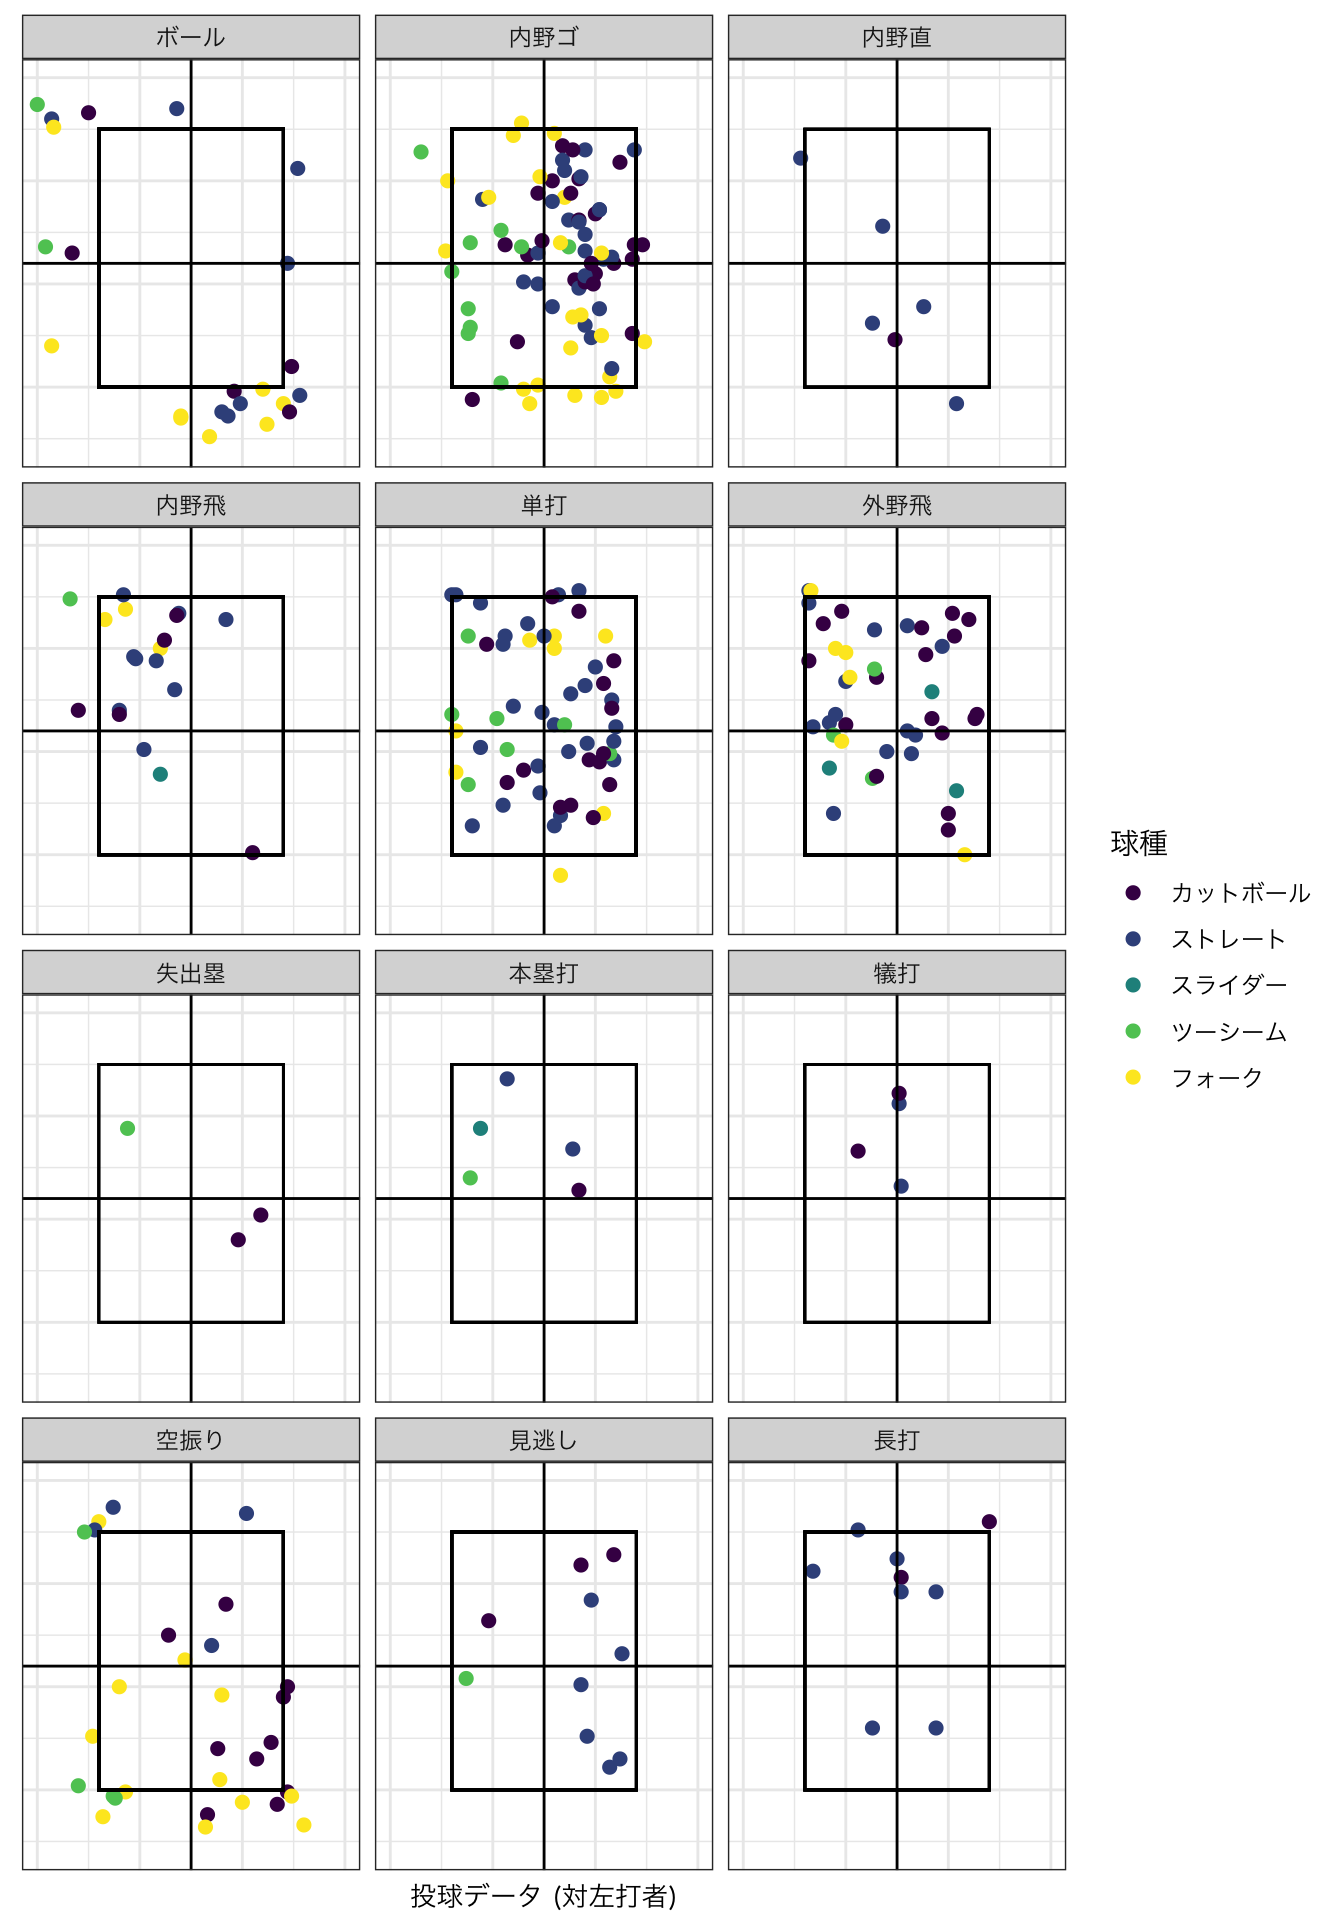 ボール
内野ゴ
内野直
内野飛
単打
外野飛
失出塁
本塁打
犠打
空振り
見逃し
長打
球種
カットボール
ストレート
スライダー
ツーシーム
フォーク
投球データ (対左打者)